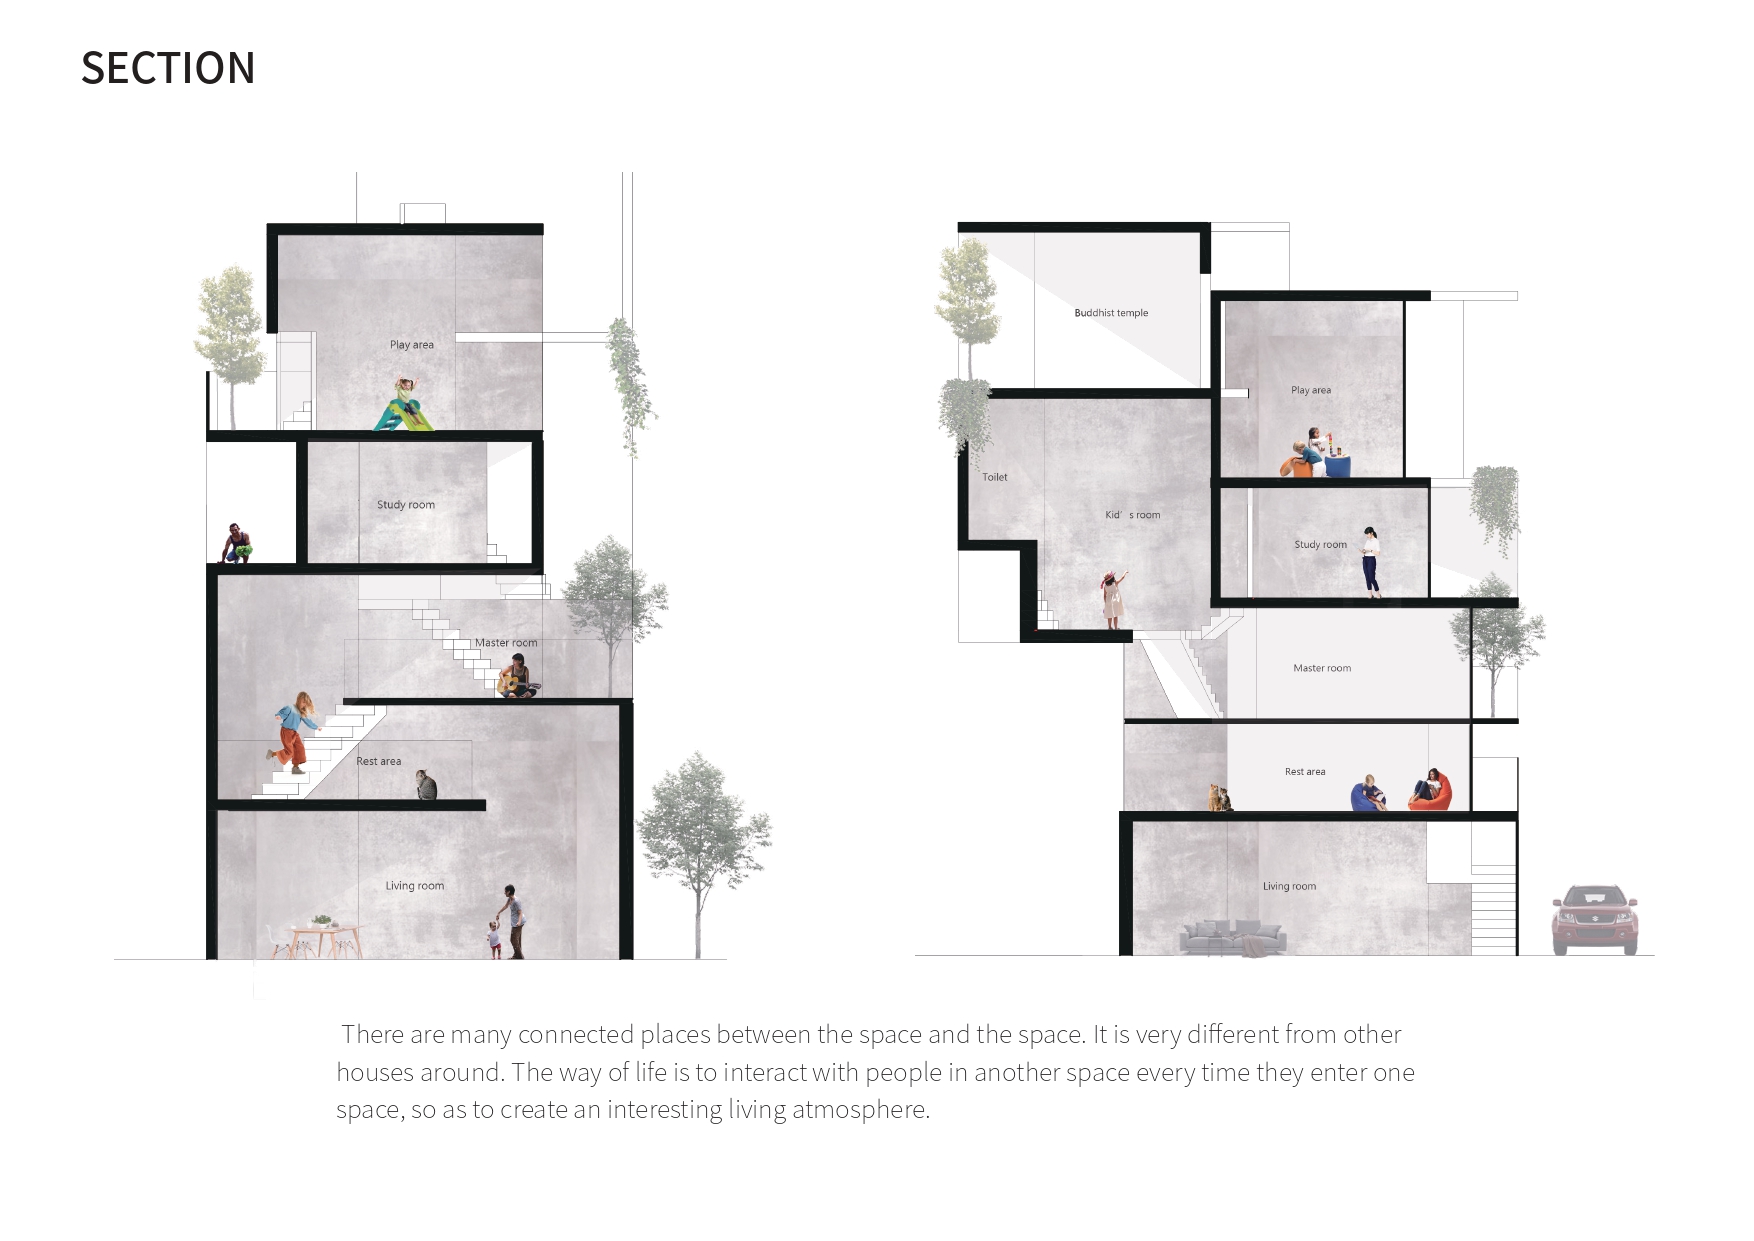 SECTION
Play area
Study room
Master room
Rest area
Living room
Buddhist temple
Play area
Toilet
Kid' s room
Study room
Master room
Rest area
Living room
There are many connected places between the space and the space. It is very different from other
houses around. The way of life is to interact with people in another space every time they enter one
space, so as to create an interesting living atmosphere.